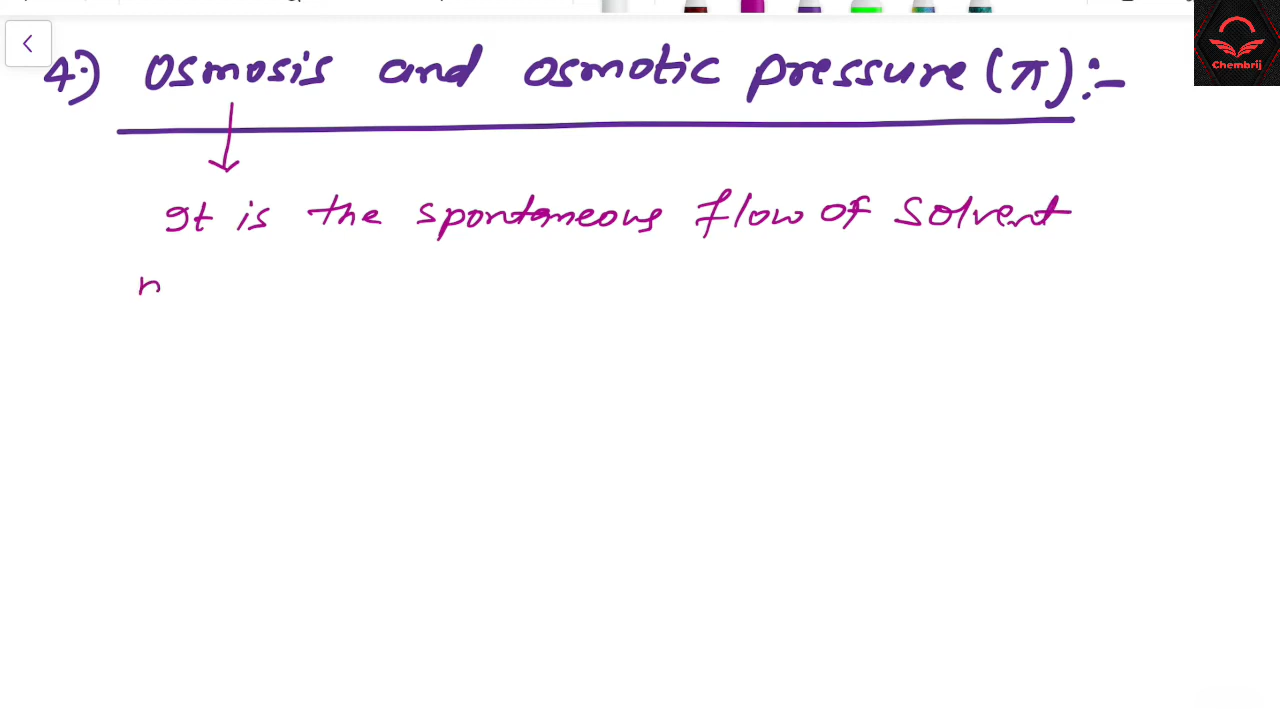 4.) Osmosis and osmotic pressure (π):-
It is the spontaneous flow of solvent
Chembrij